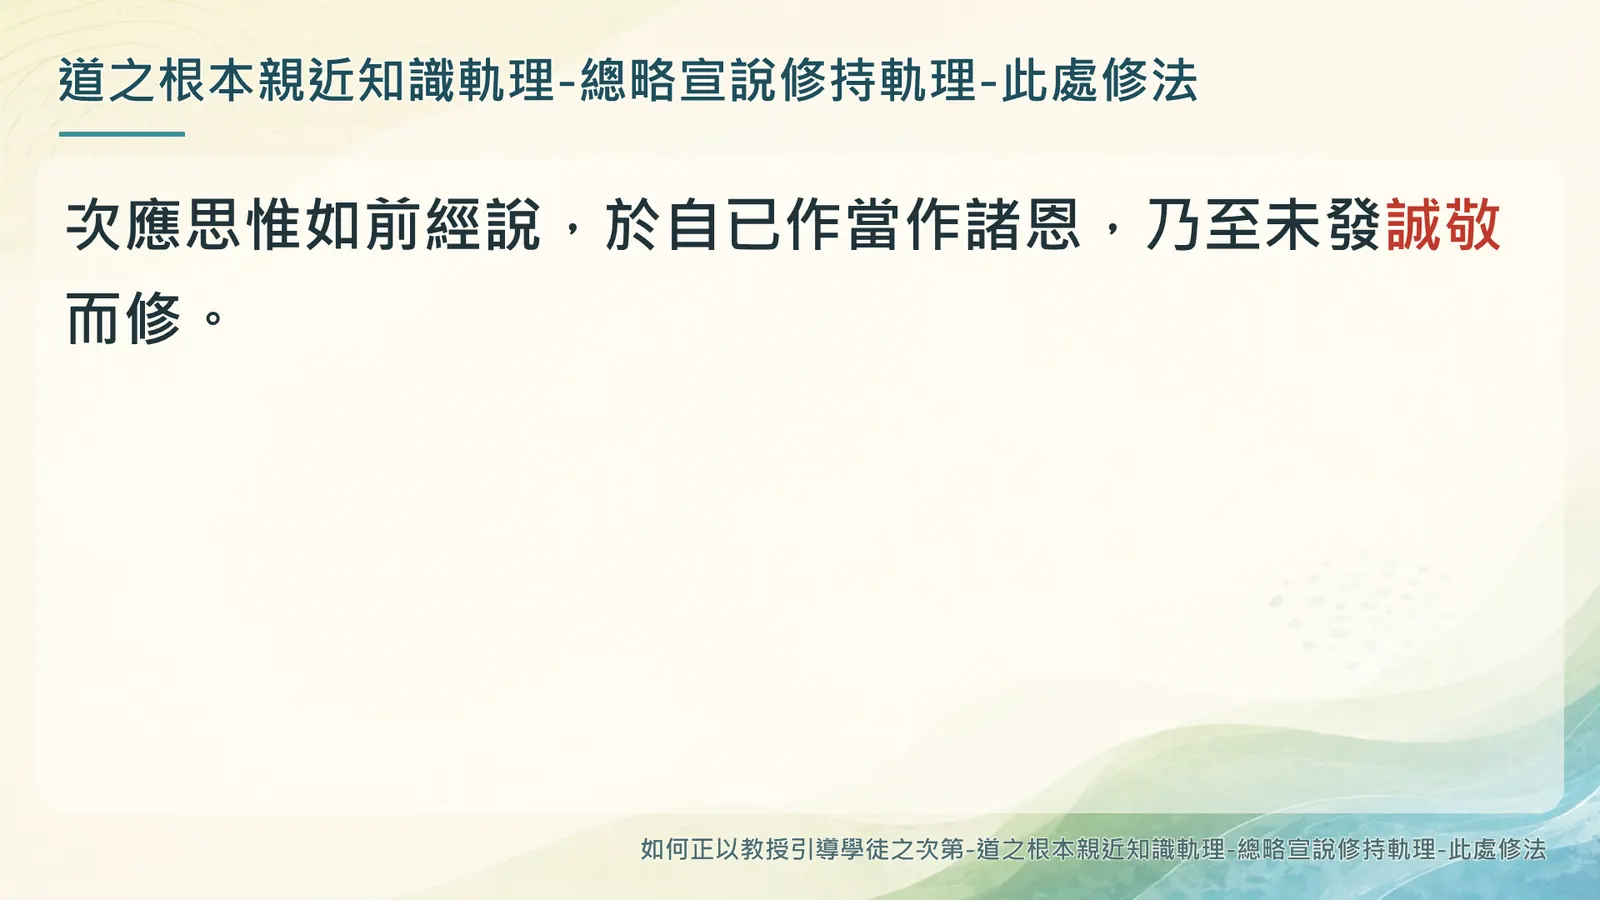 道之根本親近知識軌理-總略宣說修持軌理-此處修法
次應思惟如前經說，於自已作當作諸恩，乃至未發誠敬
而修。
如何正以教授引導學徒之次第-道之根本親近知識軌理-總略宣說修持軌理-此處修法